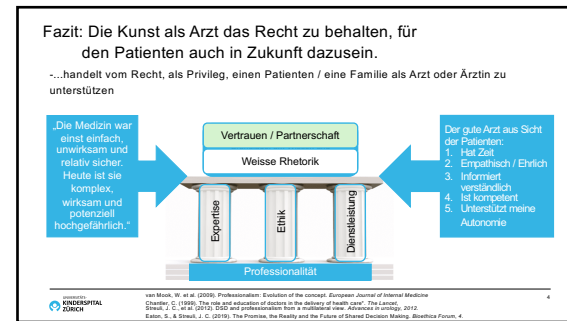 Fazit: Die Kunst als Arzt das Recht zu behalten, für
den Patienten auch in Zukunft dazusein.
-...handelt vom Recht, als Privileg, einen Patienten / eine Familie als Arzt oder Ärztin zu
unterstützen
„Die Medizin war
einst einfach,
unwirksam und
relativ sicher.
Heute ist sie
komplex,
wirksam und
potenziell
hochgefährlich.“
Vertrauen / Partnerschaft
Weisse Rhetorik
Expertise
Ethik
Dienstleistung
Professionalität
Der gute Arzt aus Sicht
der Patienten:
1. Hat Zeit
2. Empathisch / Ehrlich
3. Informiert
verständlich
4. Ist kompetent
5. Unterstützt meine
Autonomie
UNIVERSITÄTS-
KINDERSPITAL
ZÜRICH
van Mook, W. et al. (2009). Professionalism: Evolution of the concept. European Journal of Internal Medicine
Chantler, C. (1999). The role and education of doctors in the delivery of health care*. The Lancet,
Streuli, J. C., et al. (2012). DSD and professionalism from a multilateral view. Advances in urology, 2012.
Eaton, S., & Streuli, J. C. (2019). The Promise, the Reality and the Future of Shared Decision Making. Bioethica Forum, 4.
4